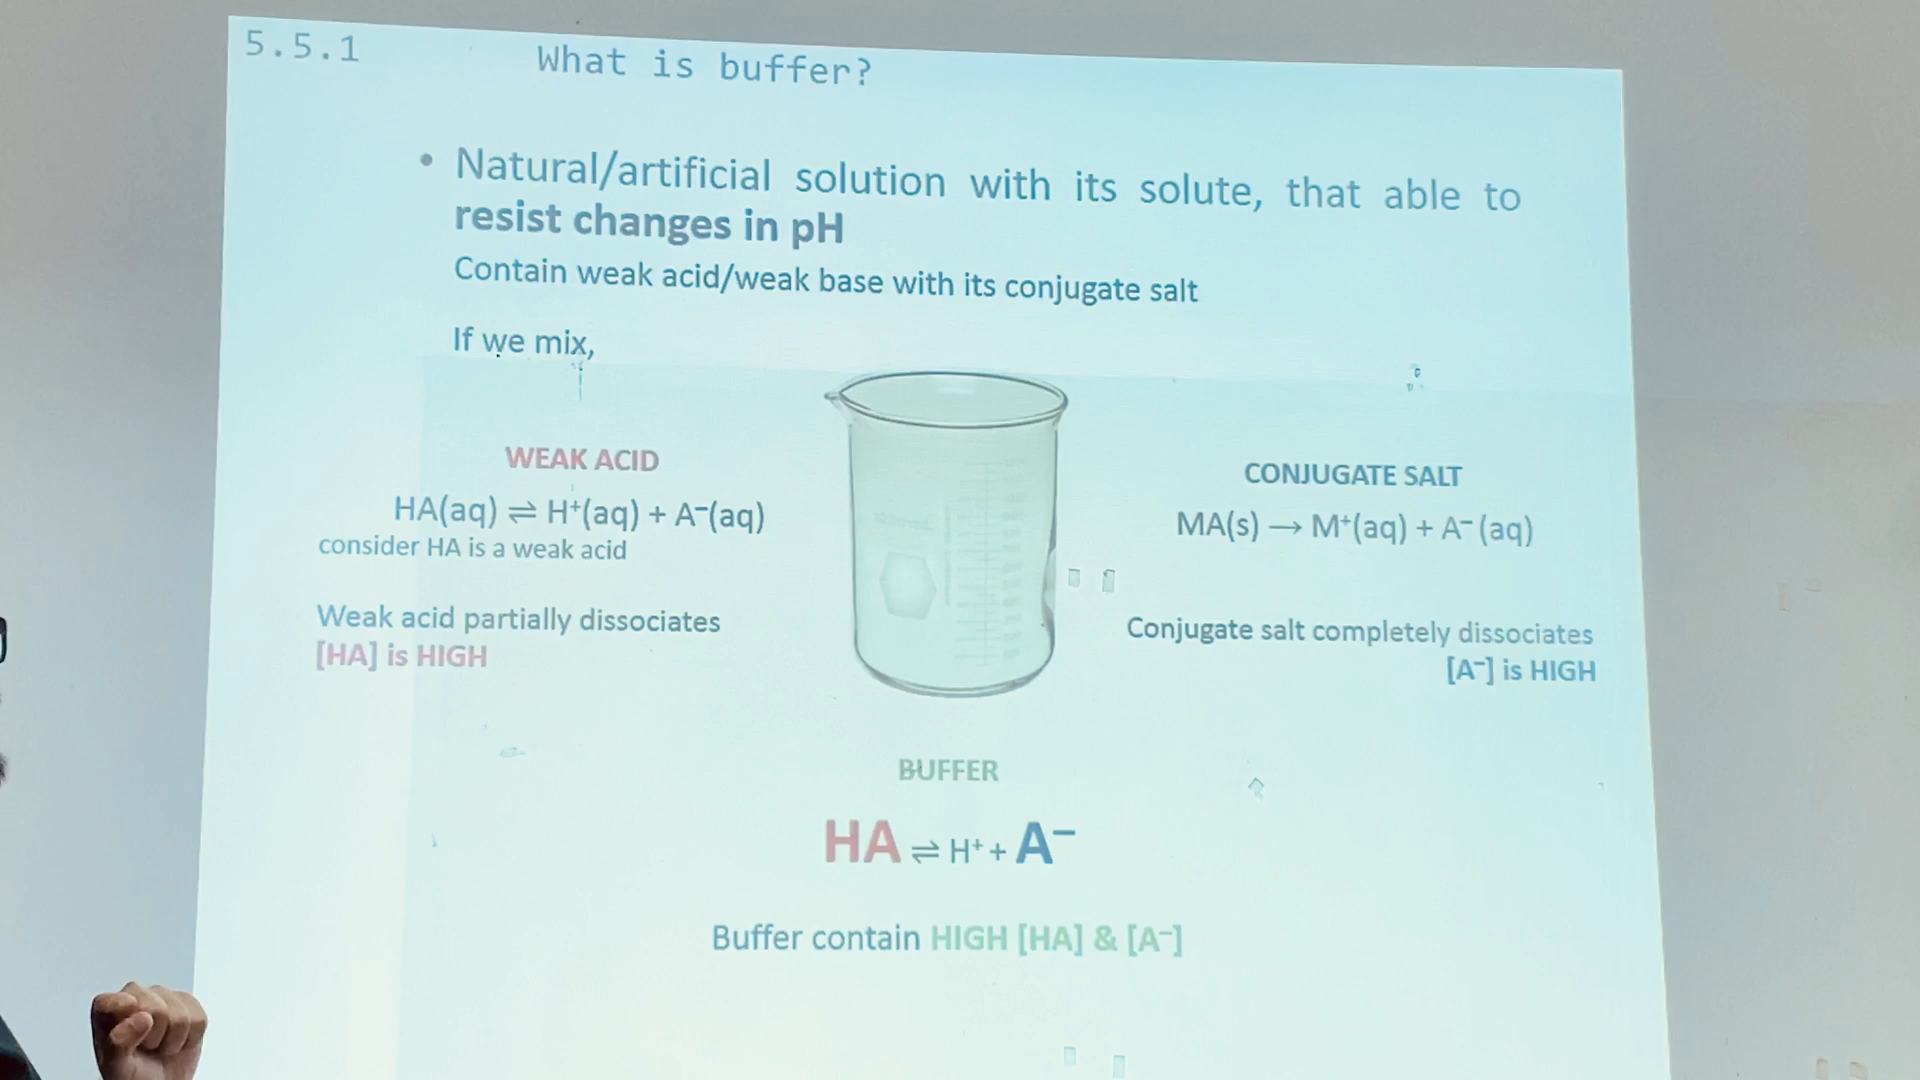 5.5.1
What is buffer?
• Natural/artificial solution with its solute, that able to
resist changes in pH
Contain weak acid/weak base with its conjugate salt
If we mix,
WEAK ACID
HA(aq) ⇌ H⁺(aq) + A⁻(aq)
consider HA is a weak acid
Weak acid partially dissociates
[HA] is HIGH
CONJUGATE SALT
MA(s) → M⁺(aq) + A⁻ (aq)
Conjugate salt completely dissociates
[A⁻] is HIGH
BUFFER
HA ⇌ H⁺ + A⁻
Buffer contain HIGH [HA] & [A⁻]